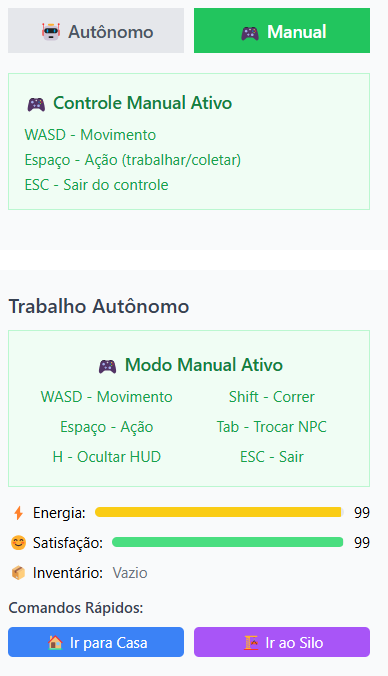 Autônomo Manual
Controle Manual Ativo
WASD - Movimento
Espaço - Ação (trabalhar/coletar)
ESC - Sair do controle
Trabalho Autônomo
Modo Manual Ativo
WASD - Movimento Shift - Correr
Espaço - Ação Tab - Trocar NPC
H - Ocultar HUD ESC - Sair
Energia: 99
Satisfação: 99
Inventário: Vazio
Comandos Rápidos:
Ir para Casa Ir ao Silo